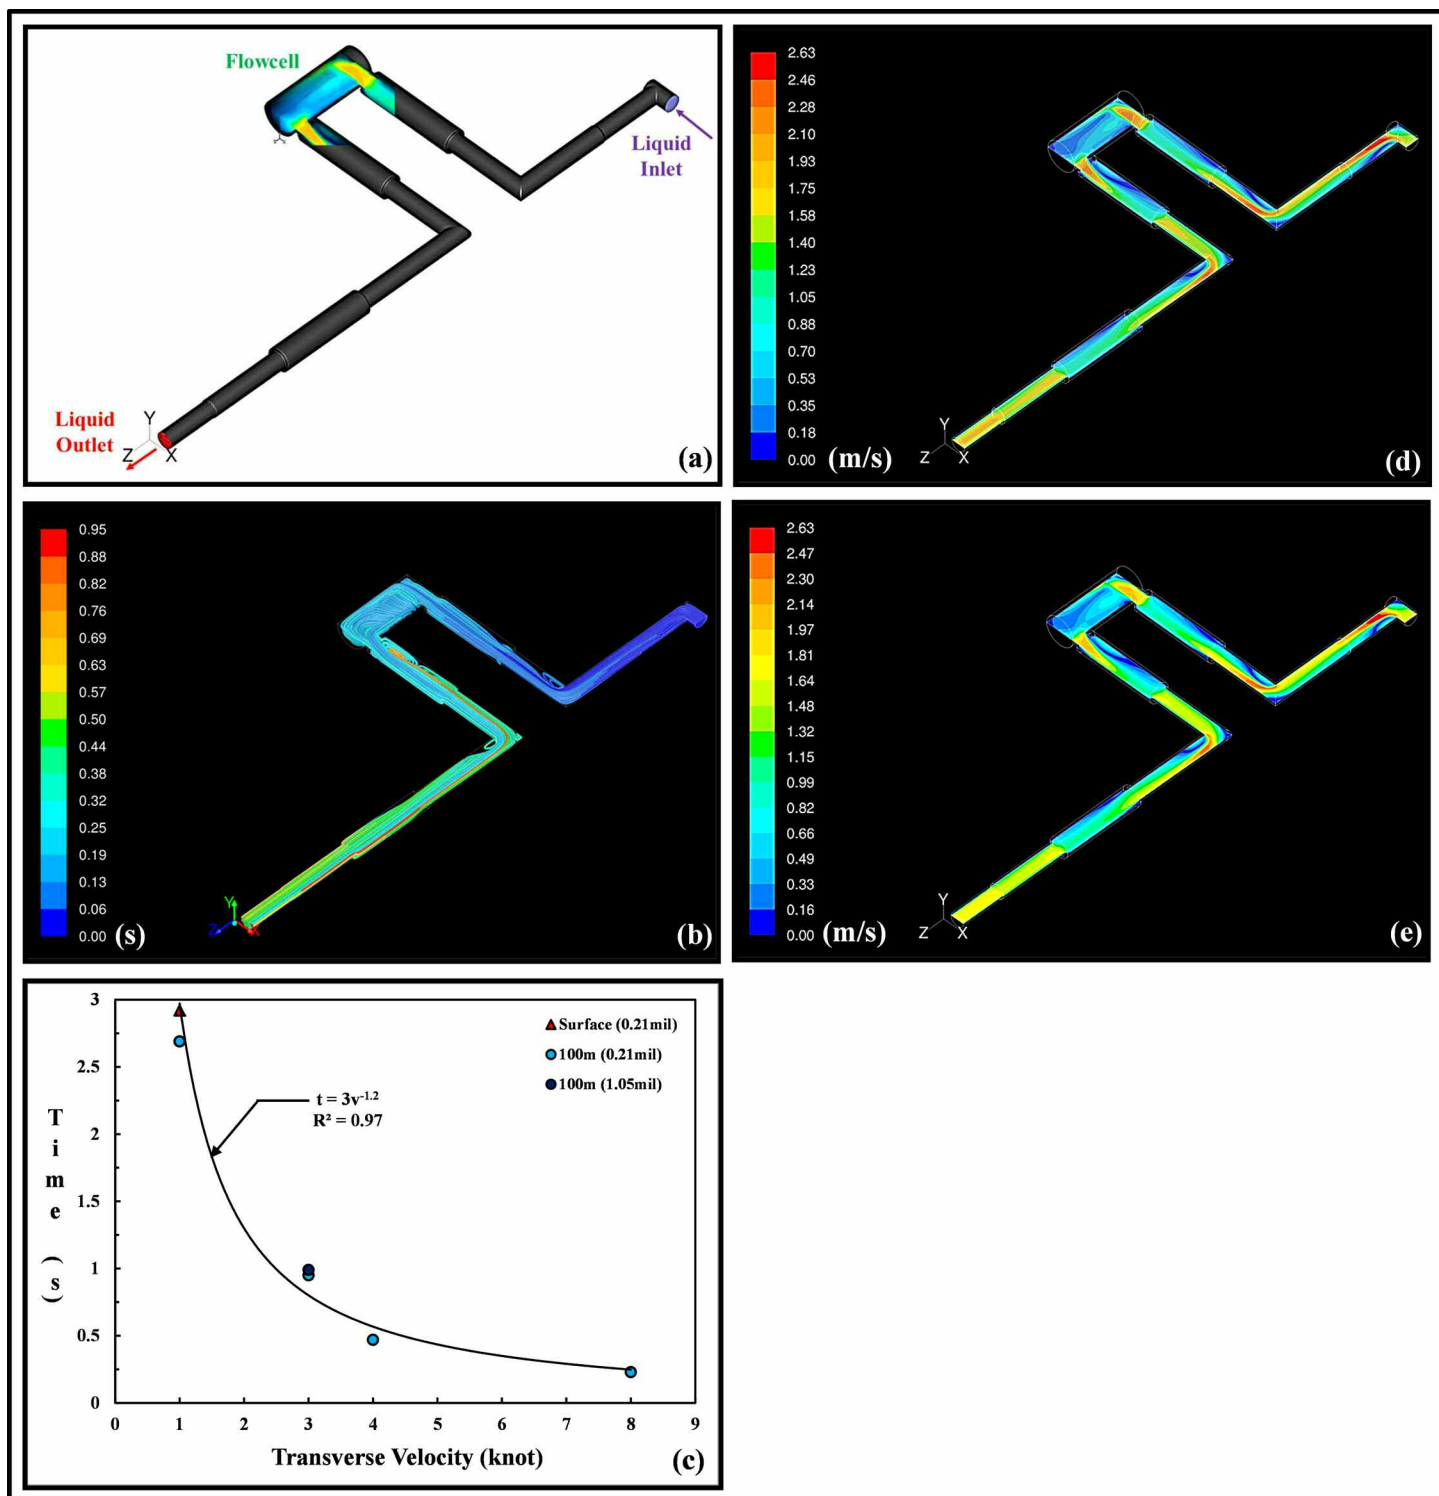 Flowcell
Liquid
Inlet
Liquid
Outlet
Y
Z
X
(a)
2.63
2.46
2.28
2.10
1.93
1.75
1.58
1.40
1.23
1.05
0.88
0.70
0.53
0.35
0.18
0.00
(m/s)
Y
Z
X
(d)
0.95
0.88
0.82
0.76
0.69
0.63
0.57
0.50
0.44
0.38
0.32
0.25
0.19
0.13
0.06
0.00
(s)
Y
Z
X
(b)
2.63
2.47
2.30
2.14
1.97
1.81
1.64
1.48
1.32
1.15
0.99
0.82
0.66
0.49
0.33
0.16
0.00
(m/s)
Y
Z
X
(e)
3
2.5
2
1.5
1
0.5
0
Time (s)
Surface (0.21mil)
100m (0.21mil)
100m (1.05mil)
t = 3v⁻¹·²
R² = 0.97
0 1 2 3 4 5 6 7 8 9
Transverse Velocity (knot)
(c)